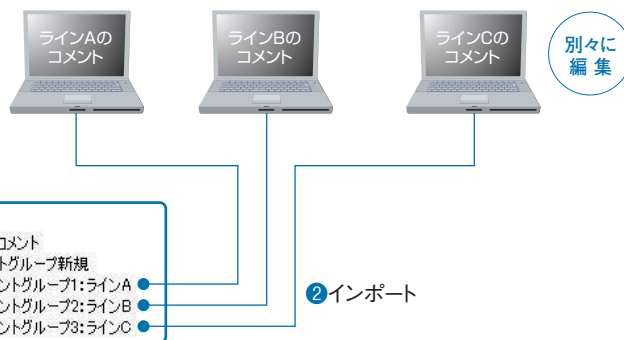 ラインAの
コメント
ラインBの
コメント
ラインCの
コメント
別々に
編集
コメント
トグループ新規
ントグループ1:ラインA
ントグループ2:ラインB
ントグループ3:ラインC
2インポート